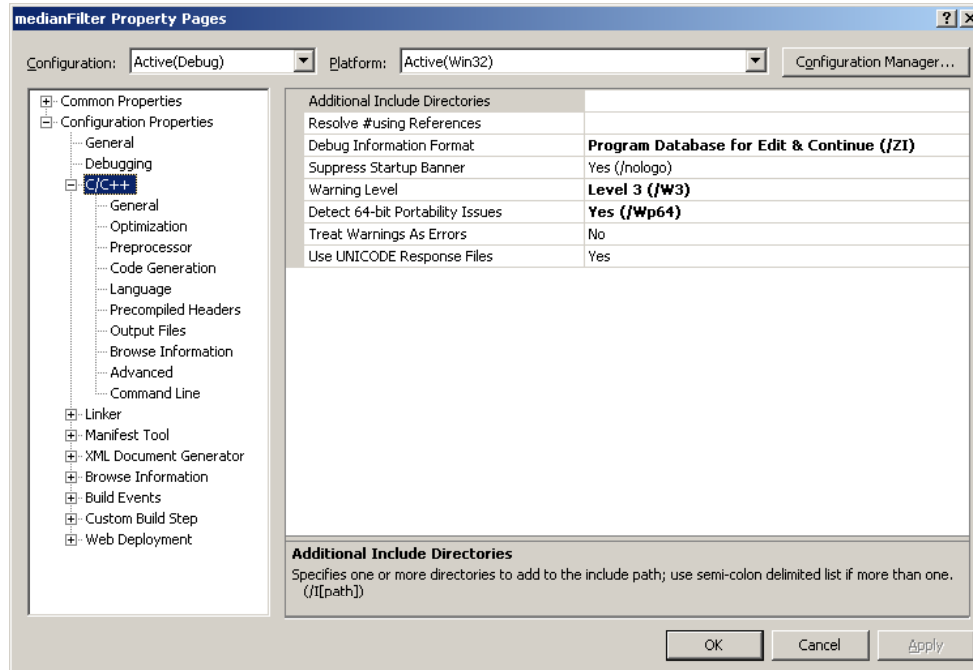 medianFilter Property Pages
Configuration: Active(Debug) Platform: Active(Win32) Configuration Manager...
Common Properties
Configuration Properties
General
Debugging
C/C++
General
Optimization
Preprocessor
Code Generation
Language
Precompiled Headers
Output Files
Browse Information
Advanced
Command Line
Linker
Manifest Tool
XML Document Generator
Browse Information
Build Events
Custom Build Step
Web Deployment
Additional Include Directories
Resolve #using References
Debug Information Format Program Database for Edit & Continue (/ZI)
Suppress Startup Banner Yes (/nologo)
Warning Level Level 3 (/W3)
Detect 64-bit Portability Issues Yes (/Wp64)
Treat Warnings As Errors No
Use UNICODE Response Files Yes
Additional Include Directories
Specifies one or more directories to add to the include path; use semi-colon delimited list if more than one.
(/I[path])
OK Cancel Apply